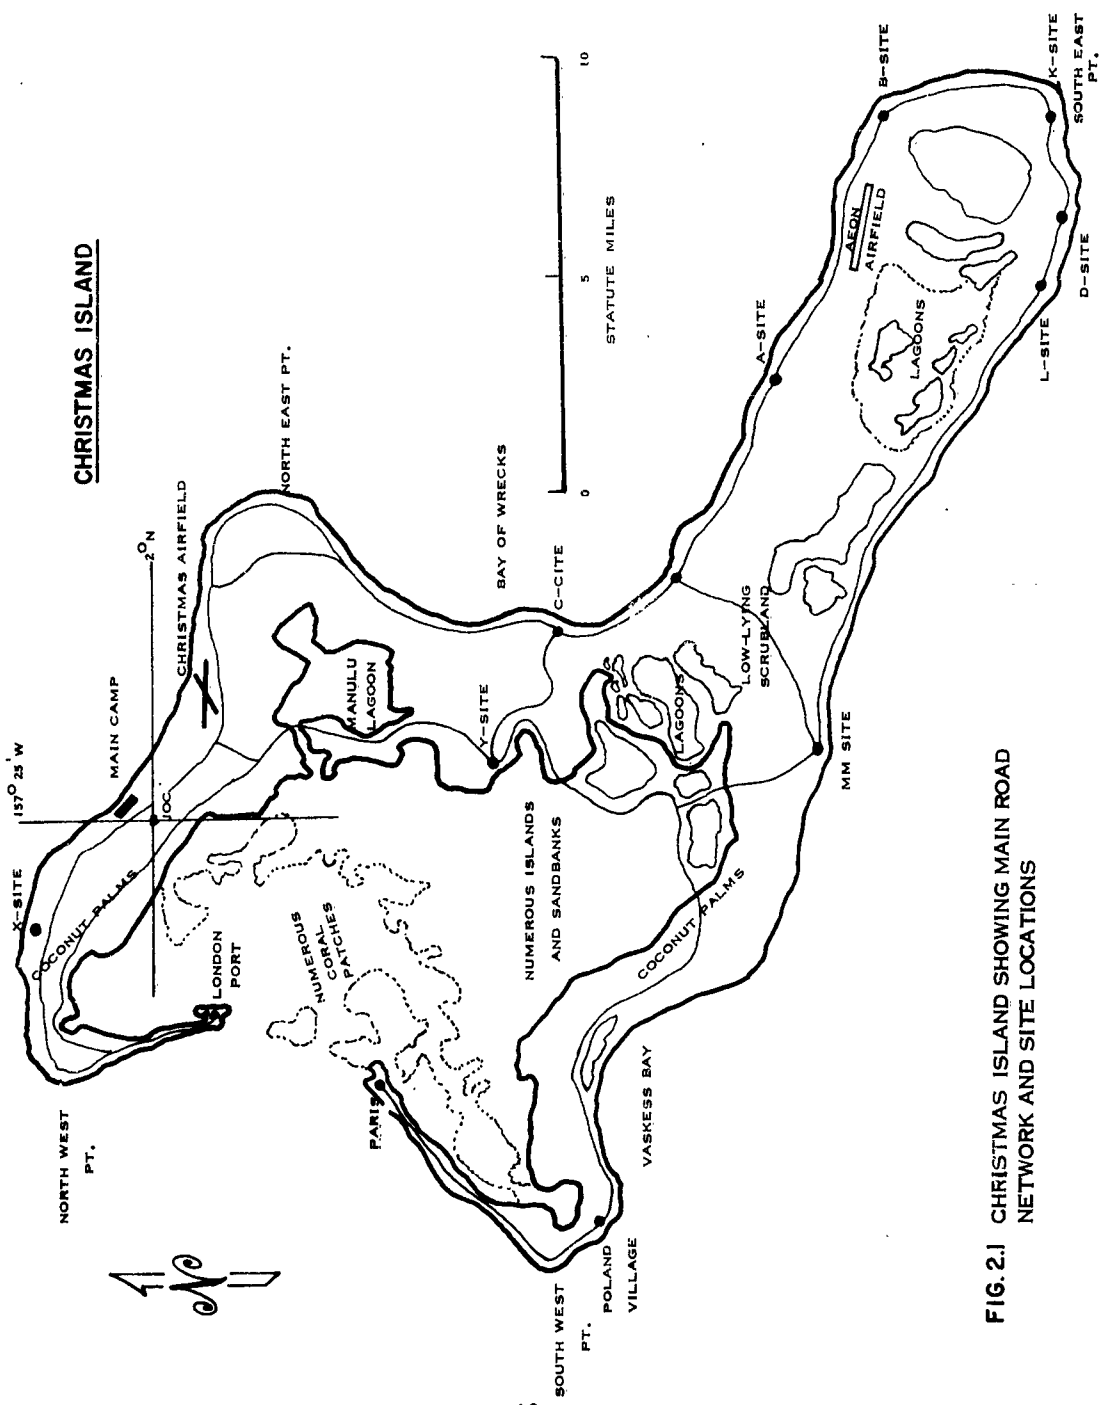 CHRISTMAS ISLAND
157° 25' W
2°N
X-SITE
MAIN CAMP
JOC
CHRISTMAS AIRFIELD
NORTH EAST PT.
COCONUT PALMS
LONDON
PORT
NORTH WEST
PT.
NUMEROUS
CORAL
PATCHES
MANULU
LAGOON
BAY OF WRECKS
Y-SITE
C-CITE
PARIS
NUMEROUS ISLANDS
AND SANDBANKS
LAGOONS
LOW-LYING
SCRUBLAND
COCONUT PALMS
MM SITE
VASKESS BAY
SOUTH WEST
PT.
POLAND
VILLAGE
A-SITE
AEON
AIRFIELD
B-SITE
LAGOONS
L-SITE
D-SITE
K-SITE
SOUTH EAST
PT.
0
5
10
STATUTE MILES
FIG. 2.1 CHRISTMAS ISLAND SHOWING MAIN ROAD
NETWORK AND SITE LOCATIONS